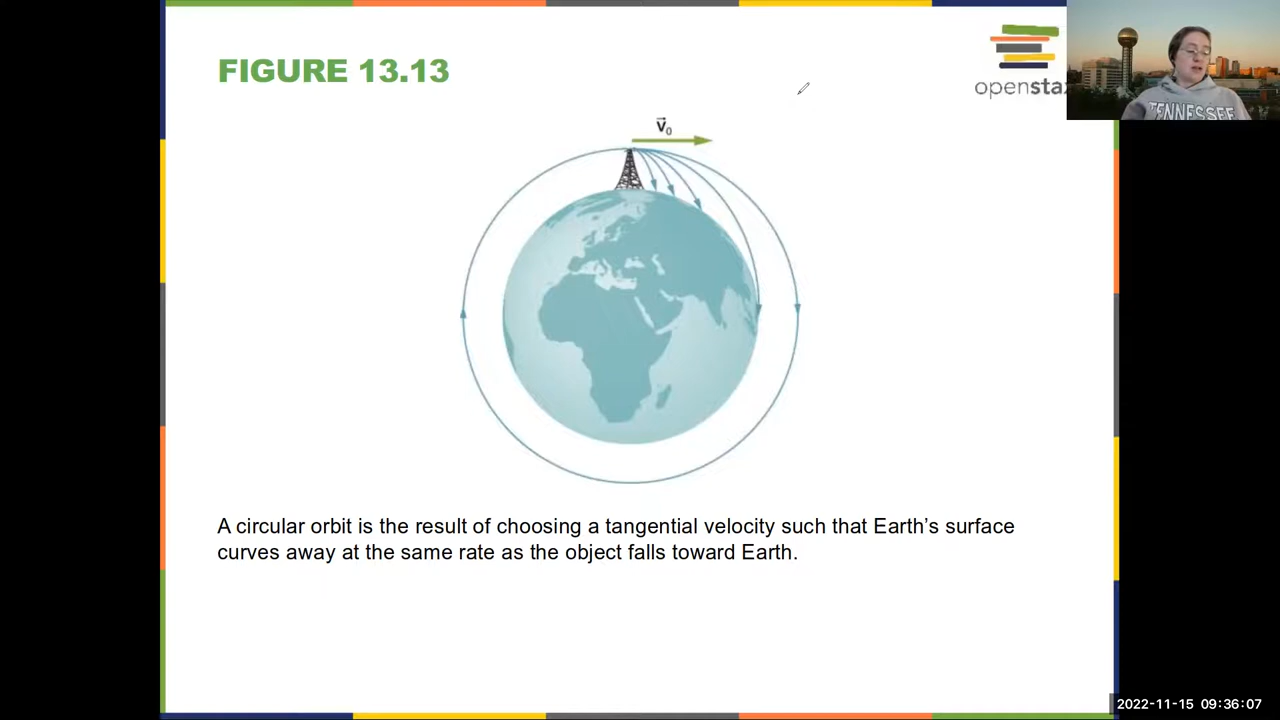 FIGURE 13.13
openstax
TENNESSEE
v₀
A circular orbit is the result of choosing a tangential velocity such that Earth’s surface
curves away at the same rate as the object falls toward Earth.
2022-11-15 09:36:07